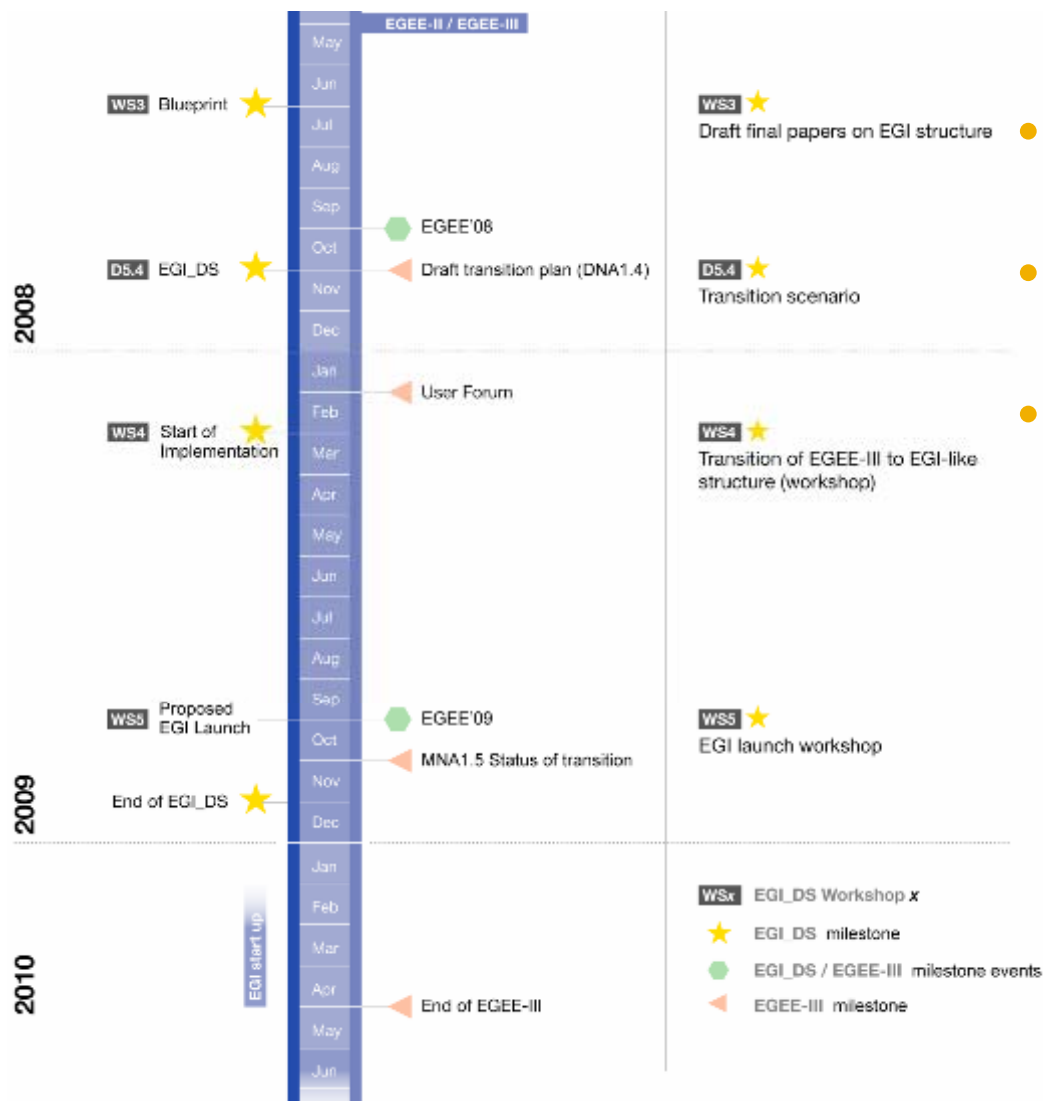 EGEE-II / EGEE-III
May
Jun
WS3 Blueprint
WS3
Jul
Draft final papers on EGI structure
Aug
Sep
EGEE'08
Oct
D5.4 EGI_DS
Draft transition plan (DNA1.4)
D5.4
Nov
Transition scenario
2008
Dec
Jan
User Forum
Feb
WS4 Start of
Implementation
WS4
Mar
Transition of EGEE-III to EGI-like
structure (workshop)
Apr
May
Jun
Jul
Aug
Sep
WS5 Proposed
EGI Launch
EGEE'09
WS5
Oct
EGI launch workshop
MNA1.5 Status of transition
Nov
2009
End of EGI_DS
Dec
Jan
WSx EGI_DS Workshop x
Feb
EGI_DS milestone
EGI start up
Mar
EGI_DS / EGEE-III milestone events
2010
Apr
End of EGEE-III
EGEE-III milestone
May
Jun